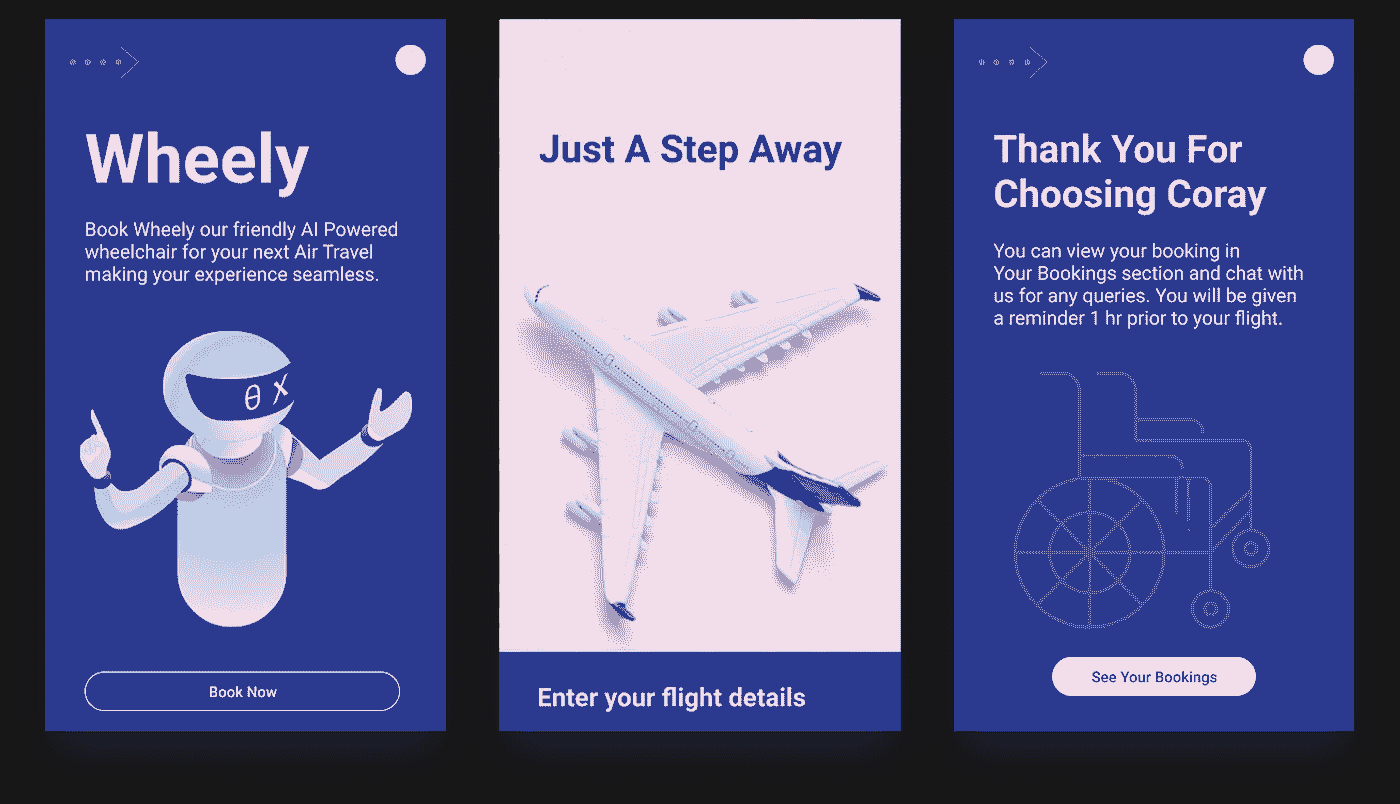 Wheely
Book Wheely our friendly AI Powered
wheelchair for your next Air Travel
making your experience seamless.
Book Now
Just A Step Away
Enter your flight details
Thank You For
Choosing Coray
You can view your booking in
Your Bookings section and chat with
us for any queries. You will be given
a reminder 1 hr prior to your flight.
See Your Bookings